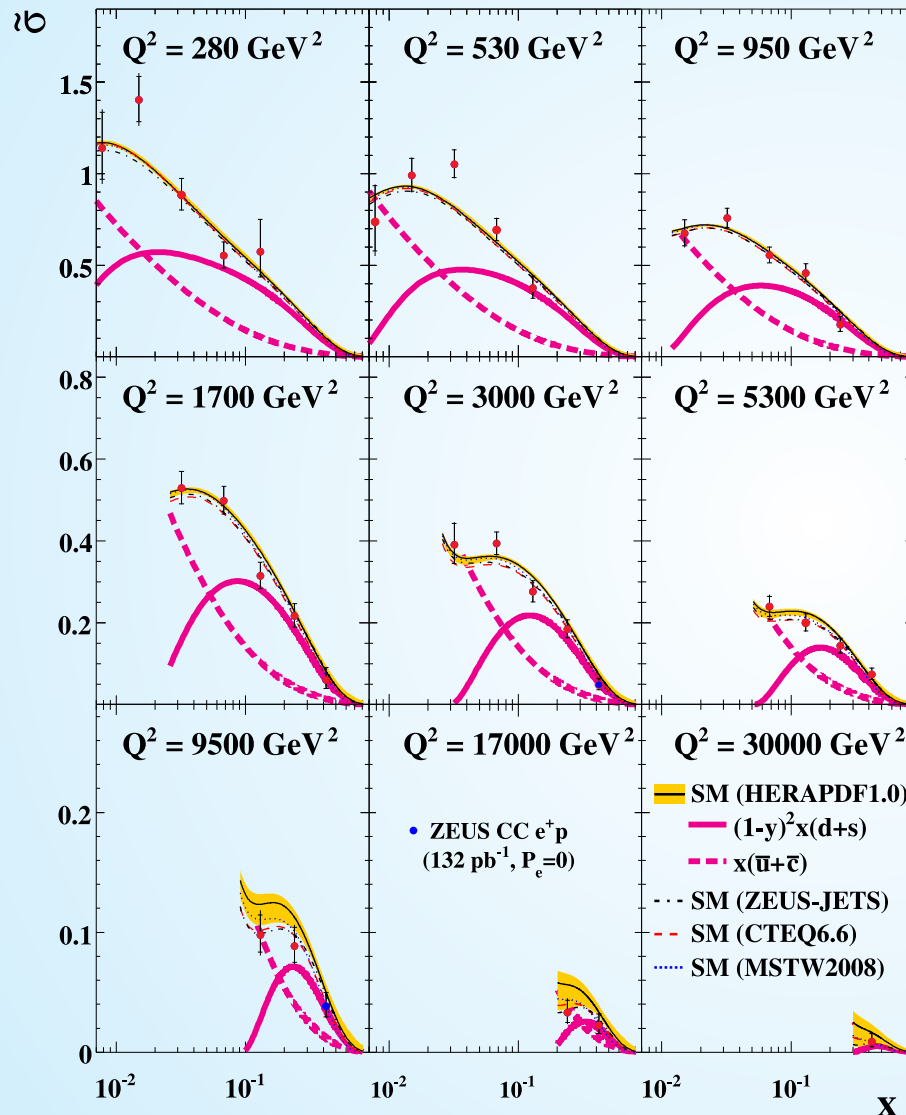 σ̃
Q² = 280 GeV²
Q² = 530 GeV²
Q² = 950 GeV²
1.5
1
0.5
Q² = 1700 GeV²
Q² = 3000 GeV²
Q² = 5300 GeV²
0.8
0.6
0.4
0.2
0
Q² = 9500 GeV²
Q² = 17000 GeV²
Q² = 30000 GeV²
0.2
0.1
0
ZEUS CC e⁺p
(132 pb⁻¹, Pₑ=0)
SM (HERAPDF1.0)
(1-y)²x(d+s)
x(u̅+c̅)
SM (ZEUS-JETS)
SM (CTEQ6.6)
SM (MSTW2008)
10⁻² 10⁻¹ 10⁻² 10⁻¹ 10⁻² 10⁻¹
x